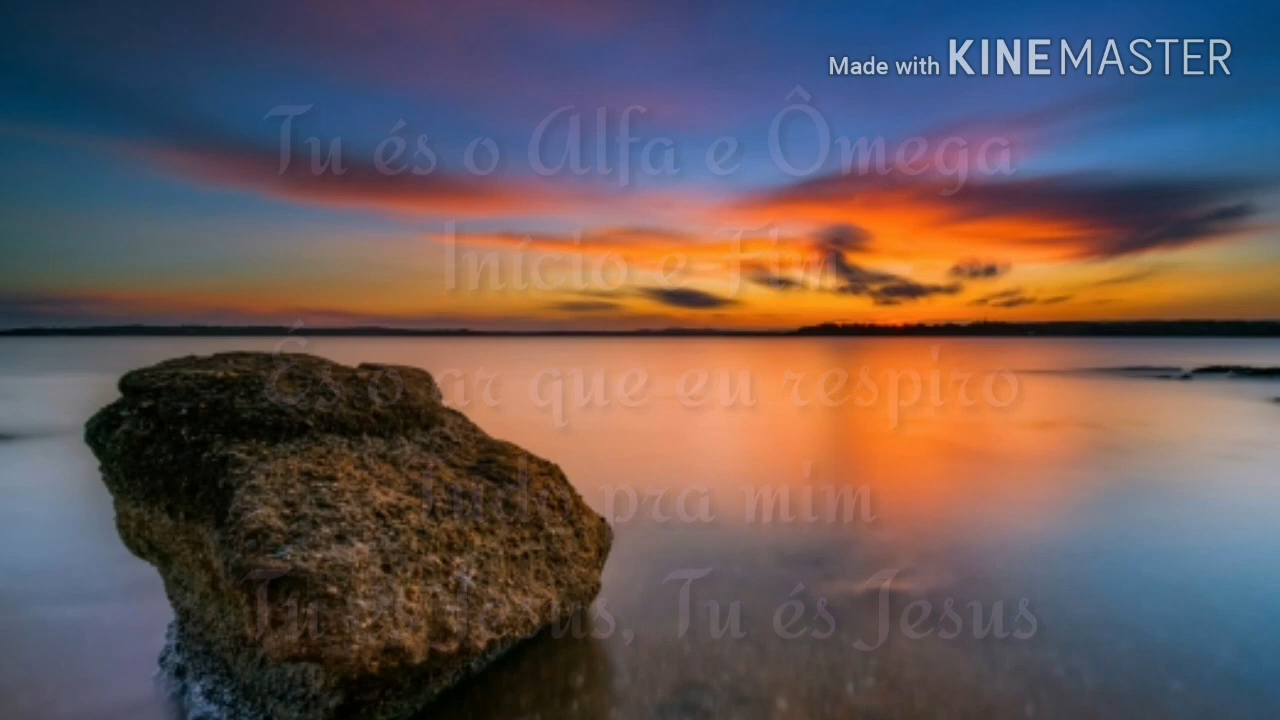 Made with KINEMASTER
Tu és o Alfa e Ômega
Início e Fim
És o ar que eu respiro
Tudo pra mim
Tu és Jesus, Tu és Jesus